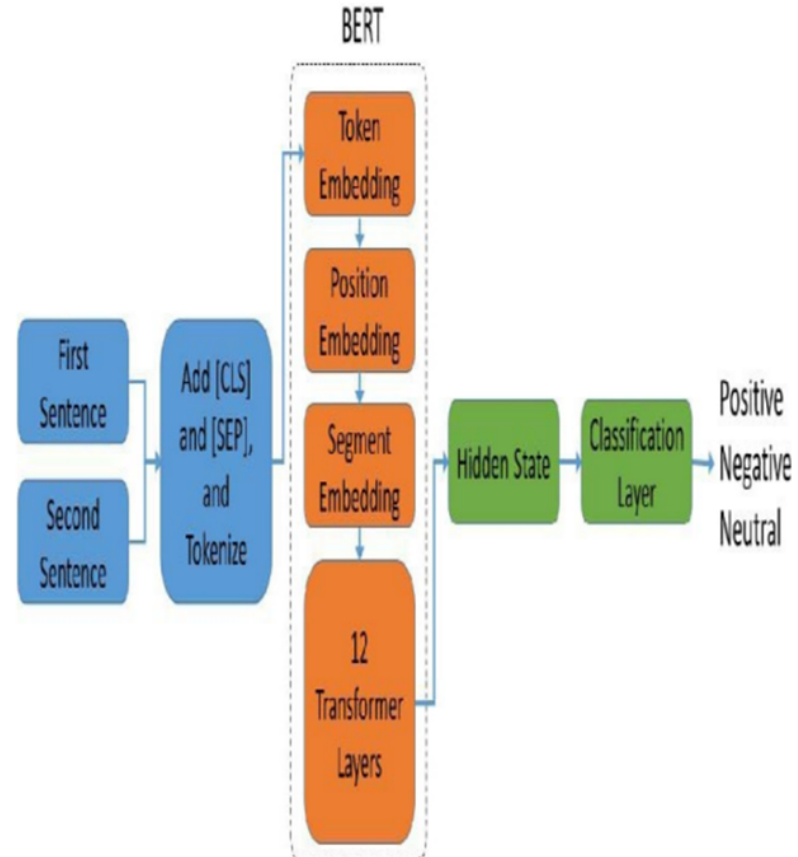 BERT
First
Sentence
Second
Sentence
Add [CLS]
and [SEP],
and
Tokenize
Token
Embedding
Position
Embedding
Segment
Embedding
12
Transformer
Layers
Hidden State
Classification
Layer
Positive
Negative
Neutral